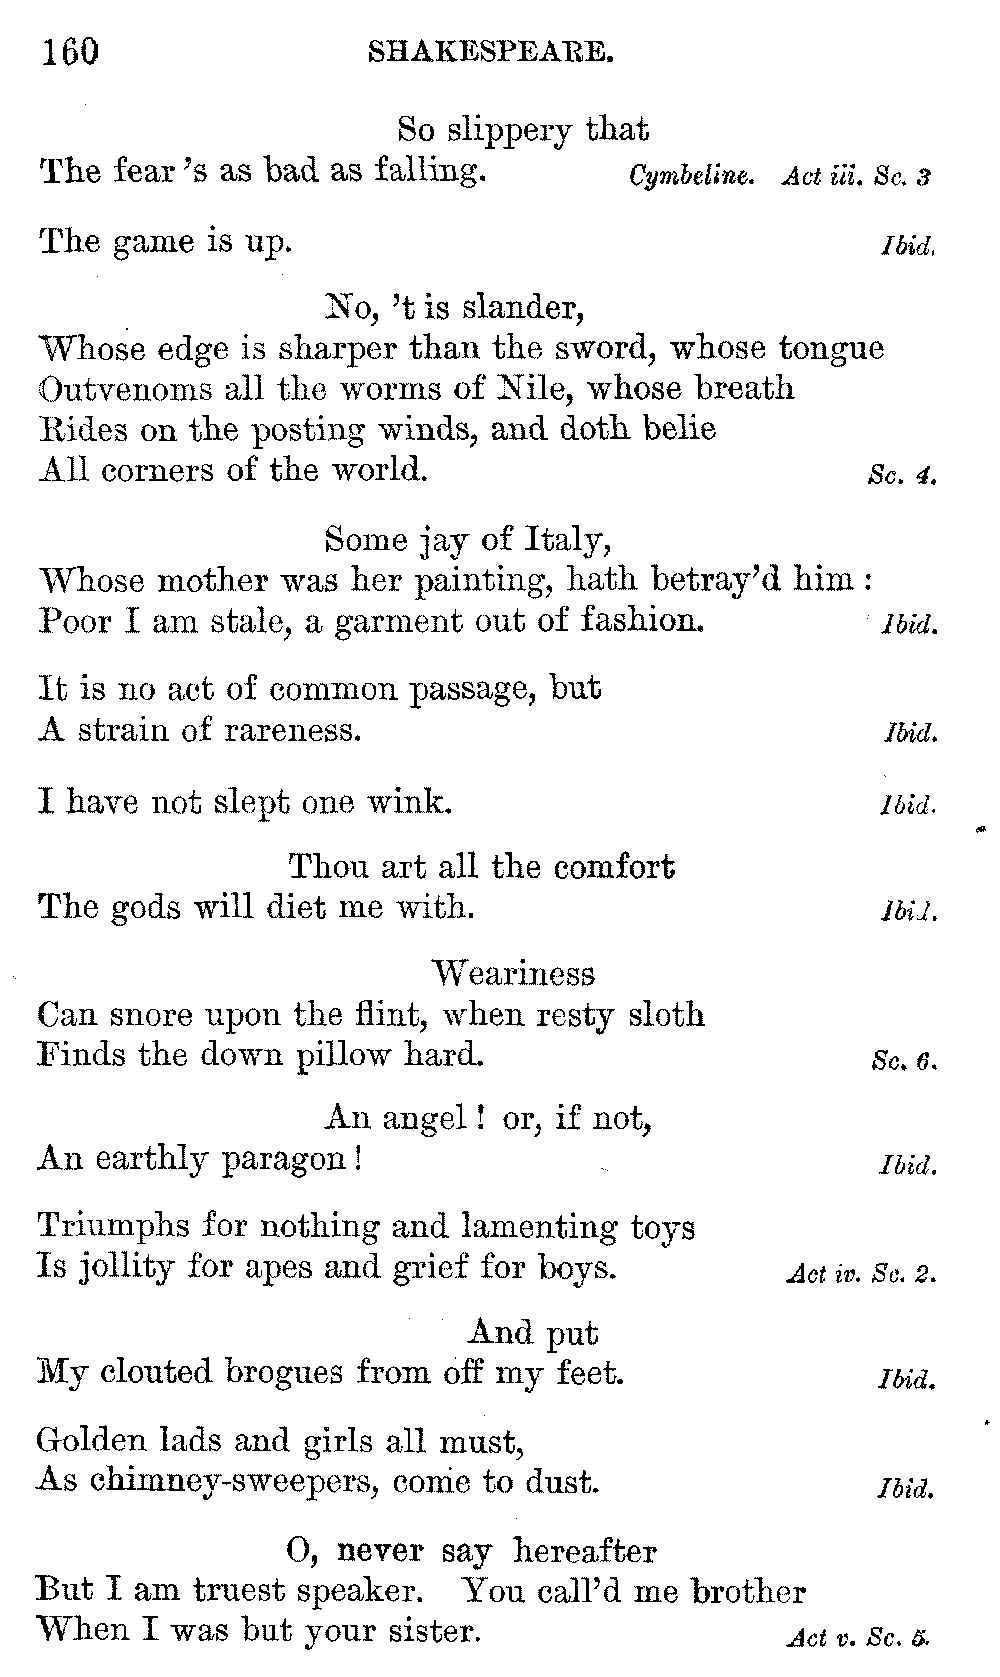 160 SHAKESPEARE.
So slippery that
The fear 's as bad as falling. Cymbeline. Act iii. Sc. 3
The game is up. Ibid.
No, 't is slander,
Whose edge is sharper than the sword, whose tongue
Outvenoms all the worms of Nile, whose breath
Rides on the posting winds, and doth belie
All corners of the world. Sc. 4.
Some jay of Italy,
Whose mother was her painting, hath betray'd him :
Poor I am stale, a garment out of fashion. Ibid.
It is no act of common passage, but
A strain of rareness. Ibid.
I have not slept one wink. Ibid.
Thou art all the comfort
The gods will diet me with. Ibid.
Weariness
Can snore upon the flint, when resty sloth
Finds the down pillow hard. Sc. 6.
An angel ! or, if not,
An earthly paragon ! Ibid.
Triumphs for nothing and lamenting toys
Is jollity for apes and grief for boys. Act iv. Sc. 2.
And put
My clouted brogues from off my feet. Ibid.
Golden lads and girls all must,
As chimney-sweepers, come to dust. Ibid.
O, never say hereafter
But I am truest speaker. You call'd me brother
When I was but your sister. Act v. Sc. 5.